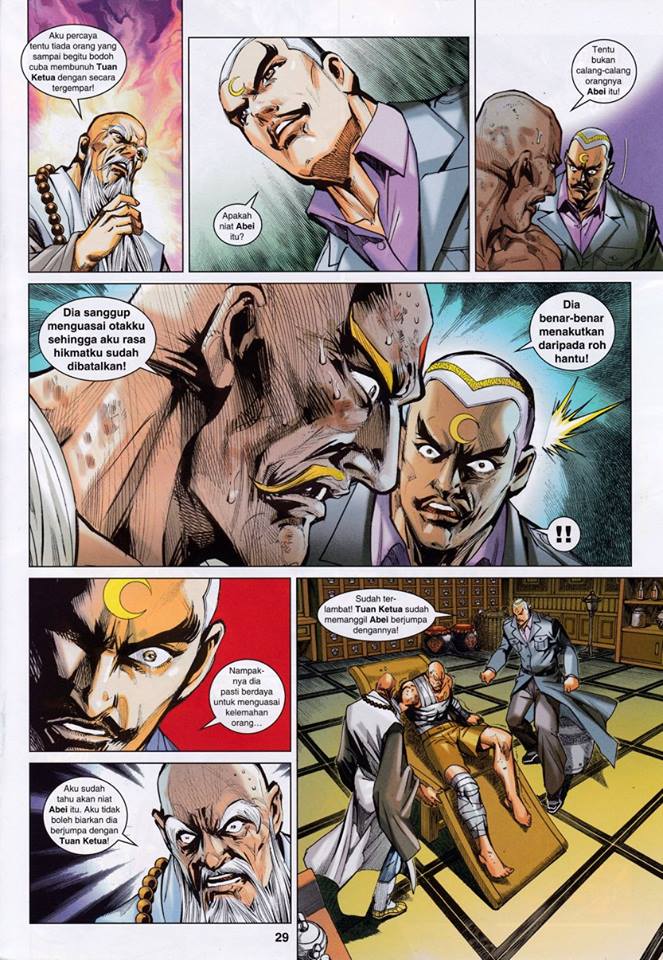 Aku percaya
tentu tiada orang yang
sampai begitu bodoh
cuba membunuh Tuan
Ketua dengan secara
tergempar!
Apakah
niat Abei
itu?
Tentu
bukan
calang-calang
orangnya
Abei itu!
Dia sanggup
menguasai otakku
sehingga aku rasa
hikmatku sudah
dibatalkan!
Dia
benar-benar
menakutkan
daripada roh
hantu!
!!
Nampak-
nya dia
pasti berdaya
untuk menguasai
kelemahan
orang...
Sudah ter-
lambat! Tuan Ketua sudah
memanggil Abei berjumpa
dengannya!
Aku sudah
tahu akan niat
Abei itu. Aku tidak
boleh biarkan dia
berjumpa dengan
Tuan Ketua!
29